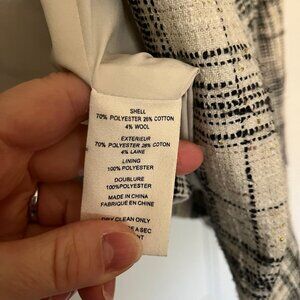 SHELL
70% POLYESTER 26% COTTON
4% WOOL
EXTERIEUR
70% POLYESTER 26% COTON
4% LAINE
LINING
100% POLYESTER
DOUBLURE
100%POLYESTER
MADE IN CHINA
FABRIQUE EN CHINE
DRY CLEAN ONLY
A SEC